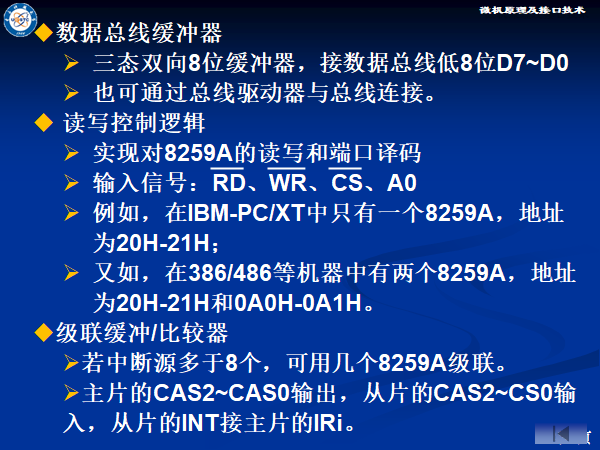 微机原理及接口技术
数据总线缓冲器
三态双向8位缓冲器，接数据总线低8位D7~D0
也可通过总线驱动器与总线连接。
读写控制逻辑
实现对8259A的读写和端口译码
输入信号：R̅D̅、W̅R̅、C̅S̅、A0
例如，在IBM-PC/XT中只有一个8259A，地址
为20H-21H；
又如，在386/486等机器中有两个8259A，地址
为20H-21H和0A0H-0A1H。
级联缓冲/比较器
若中断源多于8个，可用几个8259A级联。
主片的CAS2~CAS0输出，从片的CAS2~CS0输
入，从片的INT接主片的IRi。